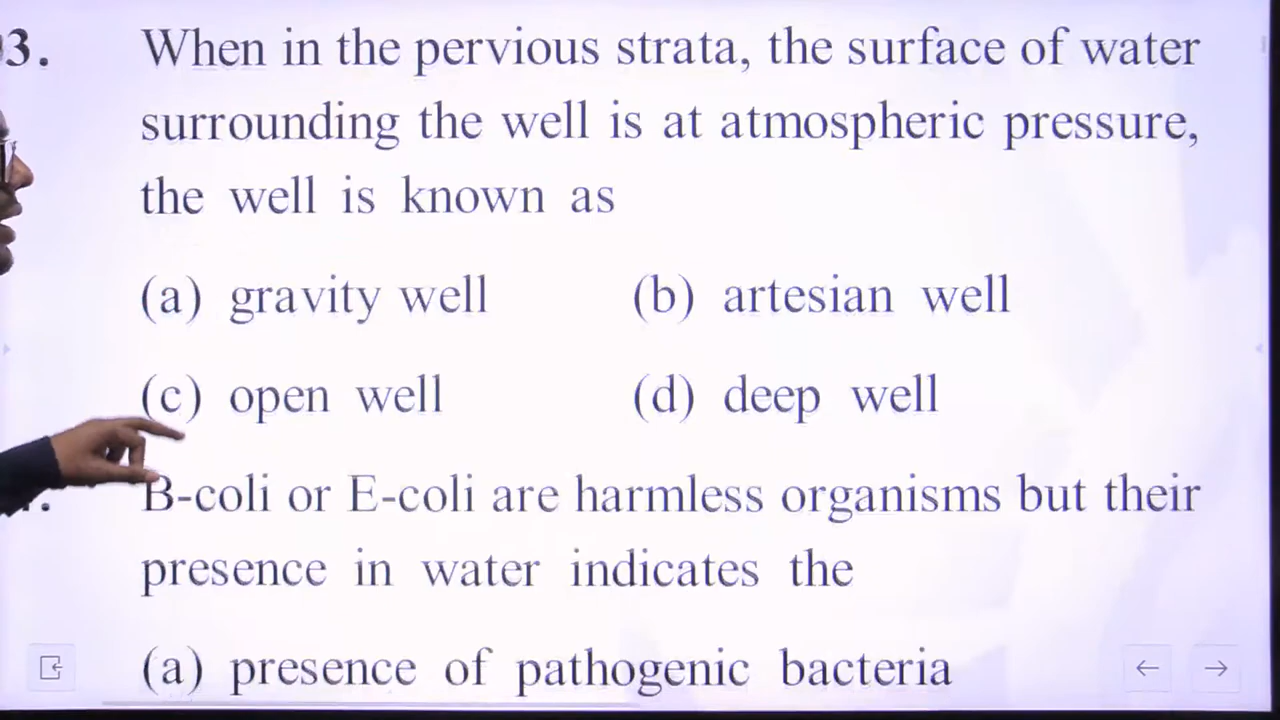 3.
When in the pervious strata, the surface of water
surrounding the well is at atmospheric pressure,
the well is known as
(a) gravity well (b) artesian well
(c) open well (d) deep well
B-coli or E-coli are harmless organisms but their
presence in water indicates the
(a) presence of pathogenic bacteria